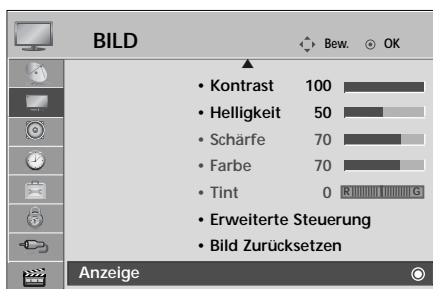 BILD Bew. OK
• Kontrast 100
• Helligkeit 50
• Schärfe 70
• Farbe 70
• Tint 0 R G
• Erweiterte Steuerung
• Bild Zurücksetzen
Anzeige